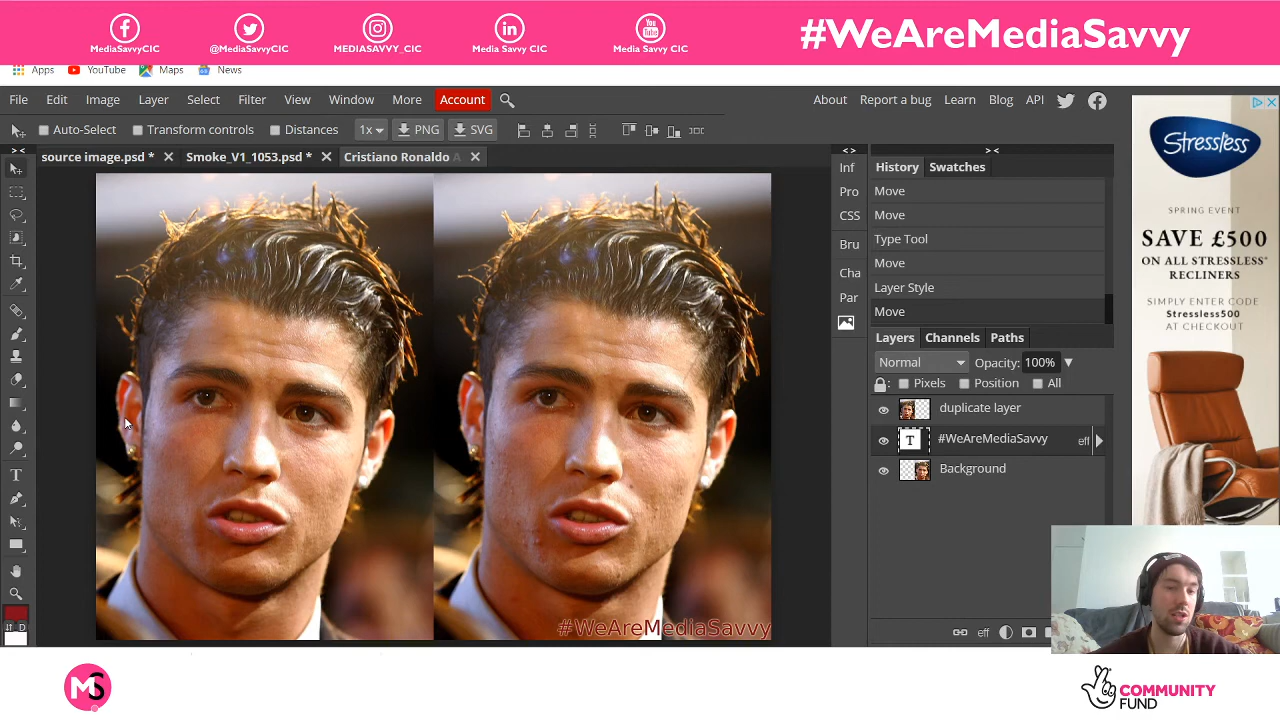 MediaSavvyCIC
@MediaSavvyCIC
MEDIASAVVY_CIC
Media Savvy CIC
You Tube
Media Savvy CIC
#WeAreMediaSavvy
Apps YouTube Maps News
File Edit Image Layer Select Filter View Window More Account
About Report a bug Learn Blog API
Auto-Select Transform controls Distances 1x PNG SVG
source image.psd * Smoke_V1_1053.psd * Cristiano Ronaldo A
Inf
Pro
CSS
Bru
Cha
Par
History Swatches
Move
Move
Type Tool
Move
Layer Style
Move
Layers Channels Paths
Normal Opacity: 100%
Pixels Position All
duplicate layer
T #WeAreMediaSavvy eff
Background
eff
T
D
#WeAreMediaSavvy
Stressless
SPRING EVENT
SAVE £500
ON ALL STRESSLESS®
RECLINERS
SIMPLY ENTER CODE
Stressless500
AT CHECKOUT
MS
COMMUNITY
FUND